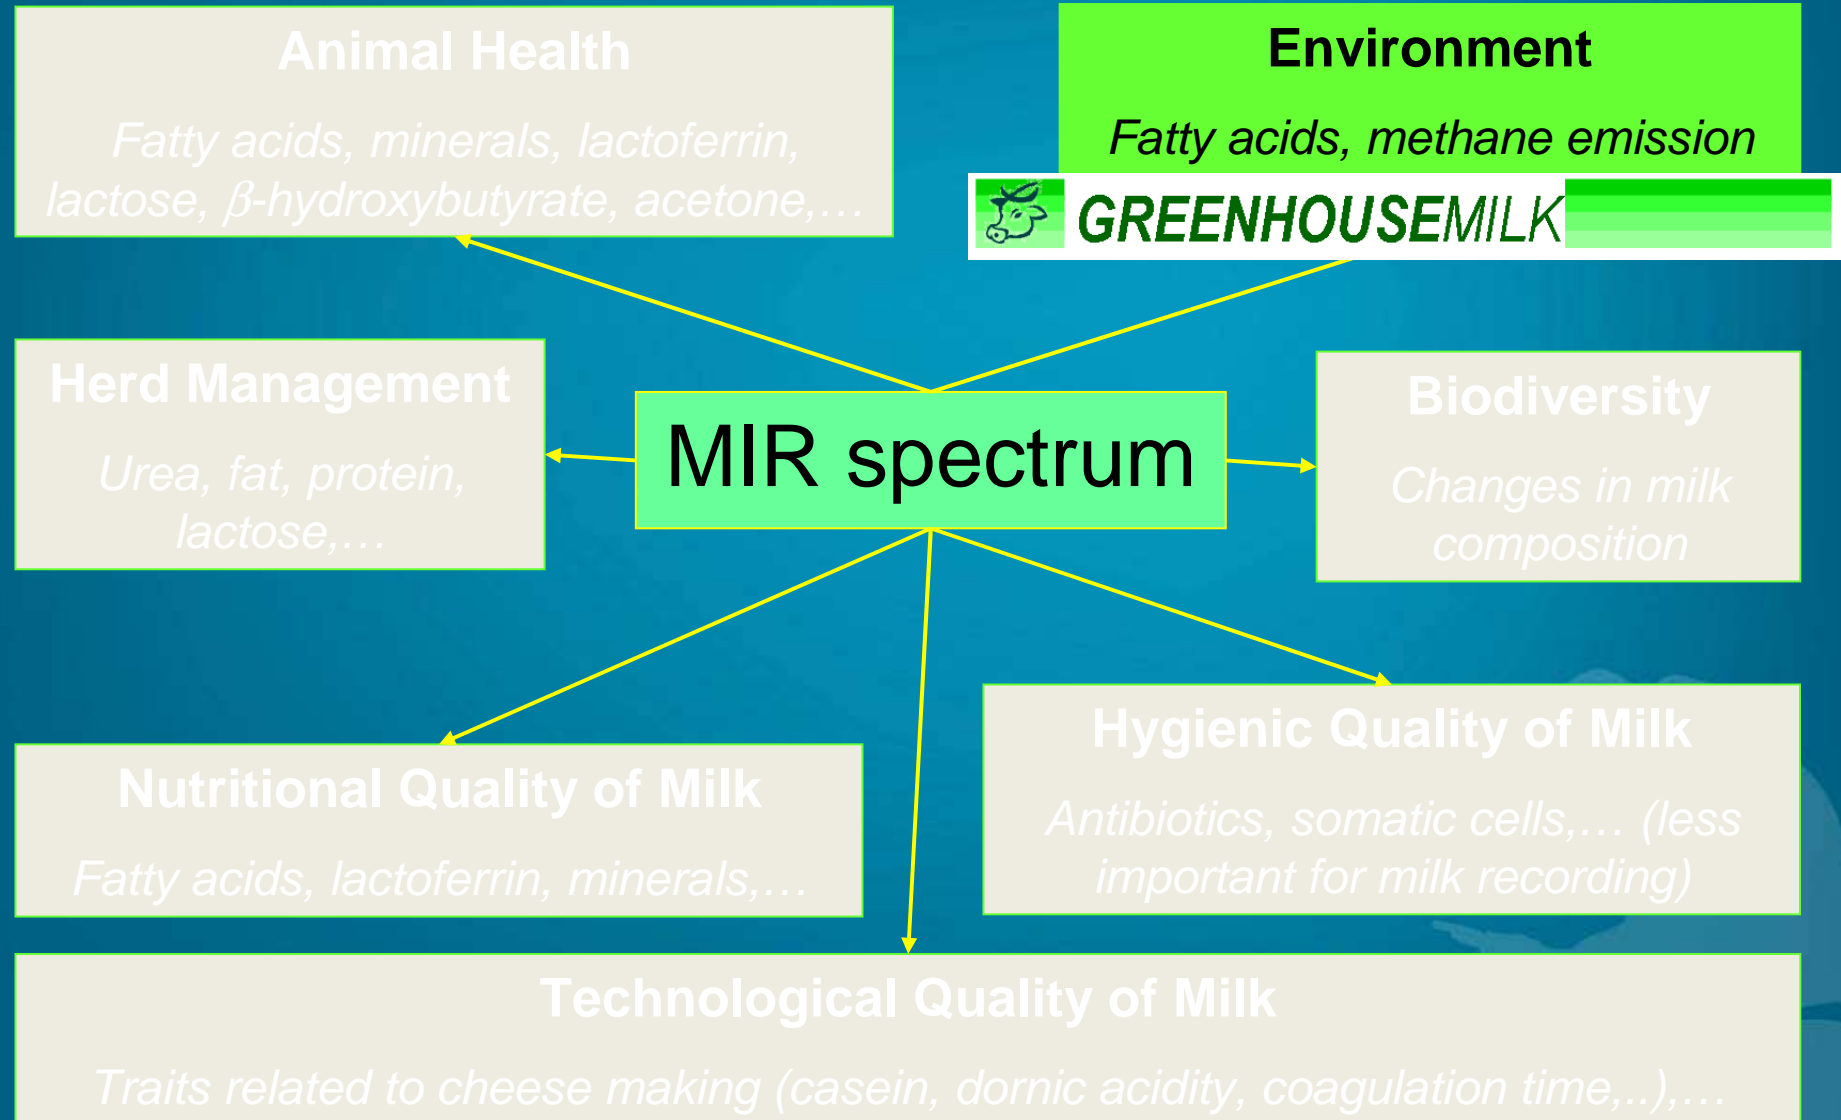 Animal Health
Fatty acids, minerals, lactoferrin,
lactose, β-hydroxybutyrate, acetone,…
Environment
Fatty acids, methane emission
GREENHOUSEMILK
Herd Management
Urea, fat, protein,
lactose,…
MIR spectrum
Biodiversity
Changes in milk
composition
Nutritional Quality of Milk
Fatty acids, lactoferrin, minerals,…
Hygienic Quality of Milk
Antibiotics, somatic cells,… (less
important for milk recording)
Technological Quality of Milk
Traits related to cheese making (casein, dornic acidity, coagulation time,..),…